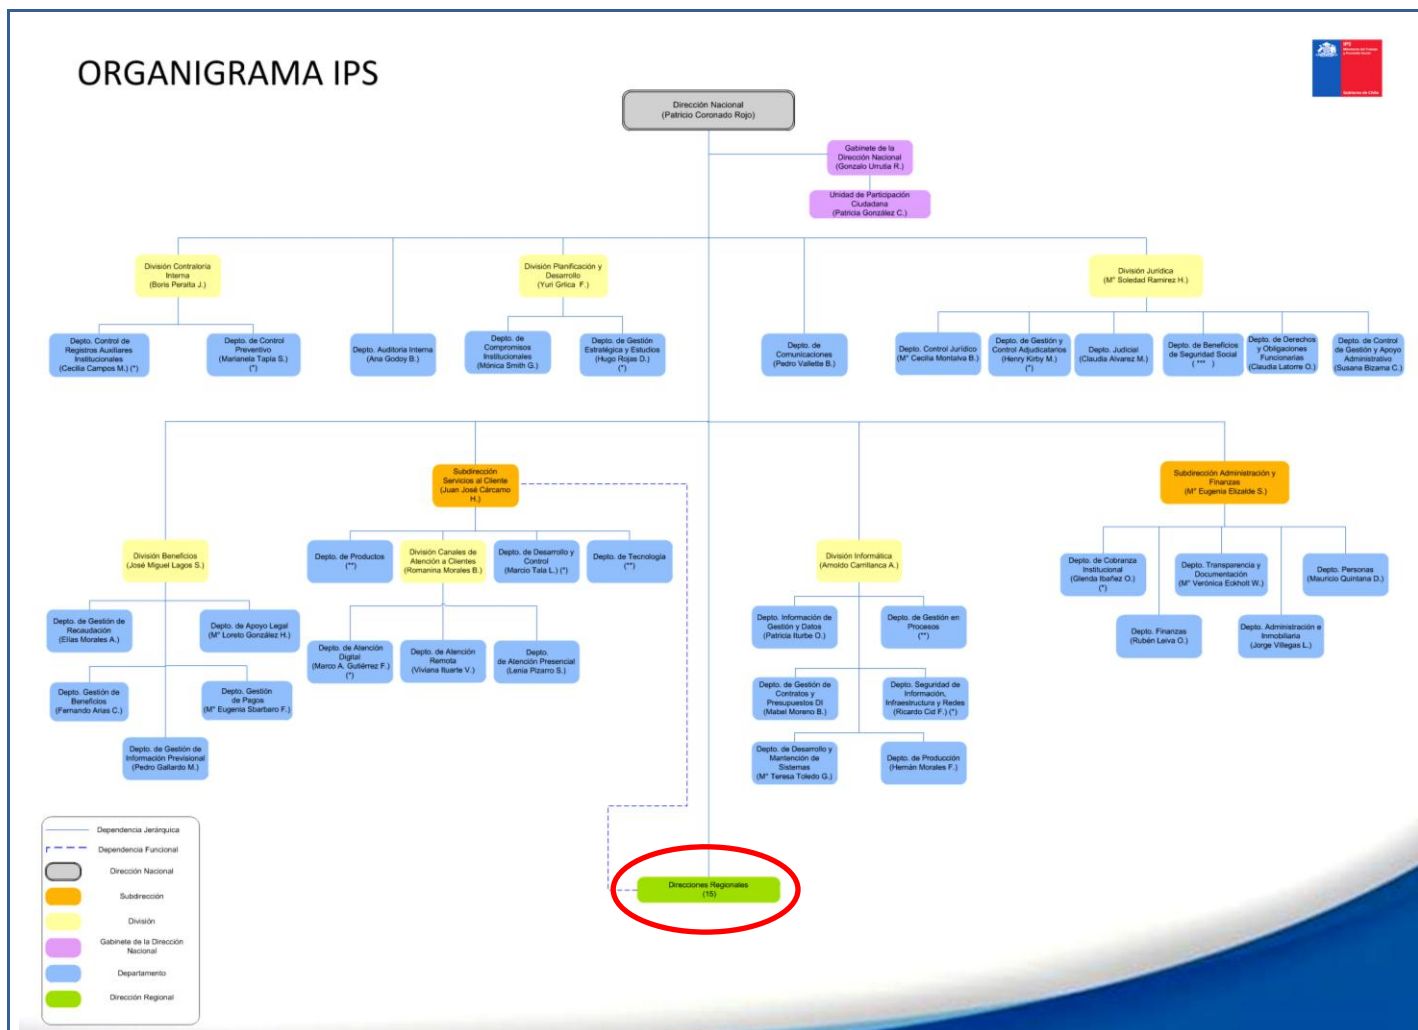 ORGANIGRAMA IPS
IPS
Ministerio del Trabajo
y Previsión Social
Gobierno de Chile
Dirección Nacional
(Patricio Coronado Rojo)
Gabinete de la
Dirección Nacional
(Gonzalo Urrutia R.)
Unidad de Participación
Ciudadana
(Patricia González C.)
División Contraloría
Interna
(Boris Peralta J.)
División Planificación y
Desarrollo
(Yuri Grtica F.)
División Jurídica
(M° Soledad Ramirez H.)
Depto. Control de
Registros Auxiliares
Institucionales
(Cecilia Campos M.) (*)
Depto. de Control
Preventivo
(Marianela Tapia S.)
(*)
Depto. Auditoria Interna
(Ana Godoy B.)
Depto. de
Compromisos
Institucionales
(Mónica Smith G.)
Depto. de Gestión
Estratégica y Estudios
(Hugo Rojas D.)
(*)
Depto. de
Comunicaciones
(Pedro Vallette B.)
Depto. Control Jurídico
(M° Cecilia Montalva B.)
Depto. de Gestión y
Control Adjudicatarios
(Henry Kirby M.)
(*)
Depto. Judicial
(Claudia Alvarez M.)
Depto. de Beneficios
de Seguridad Social
( *** )
Depto. de Derechos
y Obligaciones
Funcionarias
(Claudia Latorre O.)
Depto. de Control
de Gestión y Apoyo
Administrativo
(Susana Bizama C.)
Subdirección
Servicios al Cliente
(Juan José Cárcamo
H.)
Subdirección Administración y
Finanzas
(M° Eugenia Elizalde S.)
División Beneficios
(José Miguel Lagos S.)
Depto. de Productos
(**)
División Canales de
Atención a Clientes
(Romanina Morales B.)
Depto. de Desarrollo y
Control
(Marcio Tala L.) (*)
Depto. de Tecnología
(**)
División Informática
(Arnoldo Carrillanca A.)
Depto. de Cobranza
Institucional
(Glenda Ibañez O.)
(*)
Depto. Transparencia y
Documentación
(M° Verónica Eckholt W.)
Depto. Personas
(Mauricio Quintana D.)
Depto. de Gestión de
Recaudación
(Elías Morales A.)
Depto. de Apoyo Legal
(M° Loreto González H.)
Depto. de Atención
Digital
(Marco A. Gutiérrez F.)
(*)
Depto. de Atención
Remota
(Viviana Ituarte V.)
Depto.
de Atención Presencial
(Lenia Pizarro S.)
Depto. Información de
Gestión y Datos
(Patricia Iturbe O.)
Depto. de Gestión en
Procesos
(**)
Depto. Finanzas
(Rubén Leiva O.)
Depto. Administración e
Inmobiliaria
(Jorge Villegas L.)
Depto. Gestión de
Beneficios
(Fernando Arias C.)
Depto. Gestión
de Pagos
(M° Eugenia Sbarbaro F.)
Depto. de Gestión de
Contratos y
Presupuestos DI
(Mabel Moreno B.)
Depto. Seguridad de
Información,
Infraestructura y Redes
(Ricardo Cid F.) (*)
Depto. de Gestión de
Información Previsional
(Pedro Gallardo M.)
Depto. de Desarrollo y
Mantención de
Sistemas
(M° Teresa Toledo G.)
Depto. de Producción
(Hernán Morales F.)
Direcciones Regionales
(15)
Dependencia Jerárquica
Dependencia Funcional
Dirección Nacional
Subdirección
División
Gabinete de la Dirección
Nacional
Departamento
Dirección Regional